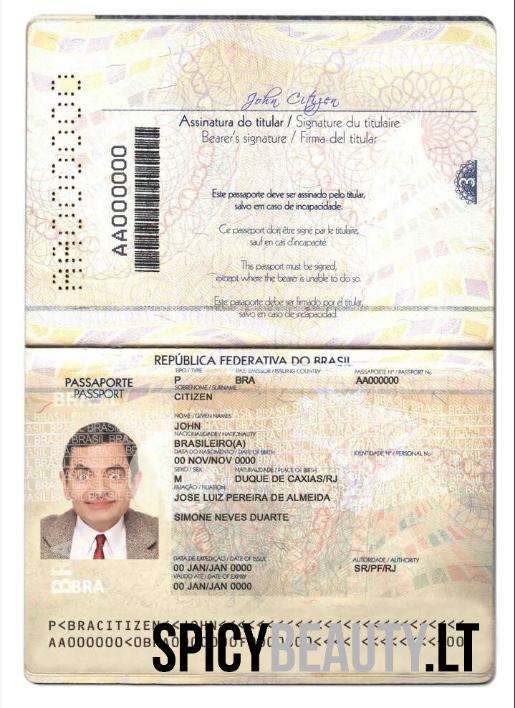 John Citizen
Assinatura do titular / Signature du titulaire
Bearer's signature / Firma del titular
AA000000
Este passaporte deve ser assinado pelo titular,
salvo em caso de incapacidade.
Ce passeport doit être signé par le titulaire,
sauf en cas d'incapacité.
This passport must be signed,
except where the bearer is unable to do so.
Este pasaporte debe ser firmado por el titular,
salvo en caso de incapacidad.
REPÚBLICA FEDERATIVA DO BRASIL
PASSAPORTE
PASSPORT
TIPO / TYPE PAÍS EMISSOR / ISSUING COUNTRY PASSAPORTE Nº / PASSPORT No.
P BRA AA000000
SOBRENOME / SURNAME
CITIZEN
NOME / GIVEN NAMES
JOHN
NACIONALIDADE / NATIONALITY
BRASILEIRO(A)
DATA DO NASCIMENTO / DATE OF BIRTH IDENTIDADE Nº / PERSONAL No.
00 NOV/NOV 0000
SEXO / SEX NATURALIDADE / PLACE OF BIRTH
M DUQUE DE CAXIAS/RJ
FILIAÇÃO / FILIATION
JOSE LUIZ PEREIRA DE ALMEIDA
SIMONE NEVES DUARTE
DATA DE EXPEDIÇÃO / DATE OF ISSUE AUTORIDADE / AUTHORITY
00 JAN/JAN 0000 SR/PF/RJ
VÁLIDO ATÉ / DATE OF EXPIRY
00 JAN/JAN 0000
BRA
P<BRACITIZEN<<JOHN<<<<
AA000000<0BRA
SPICYBEAUTY.LT